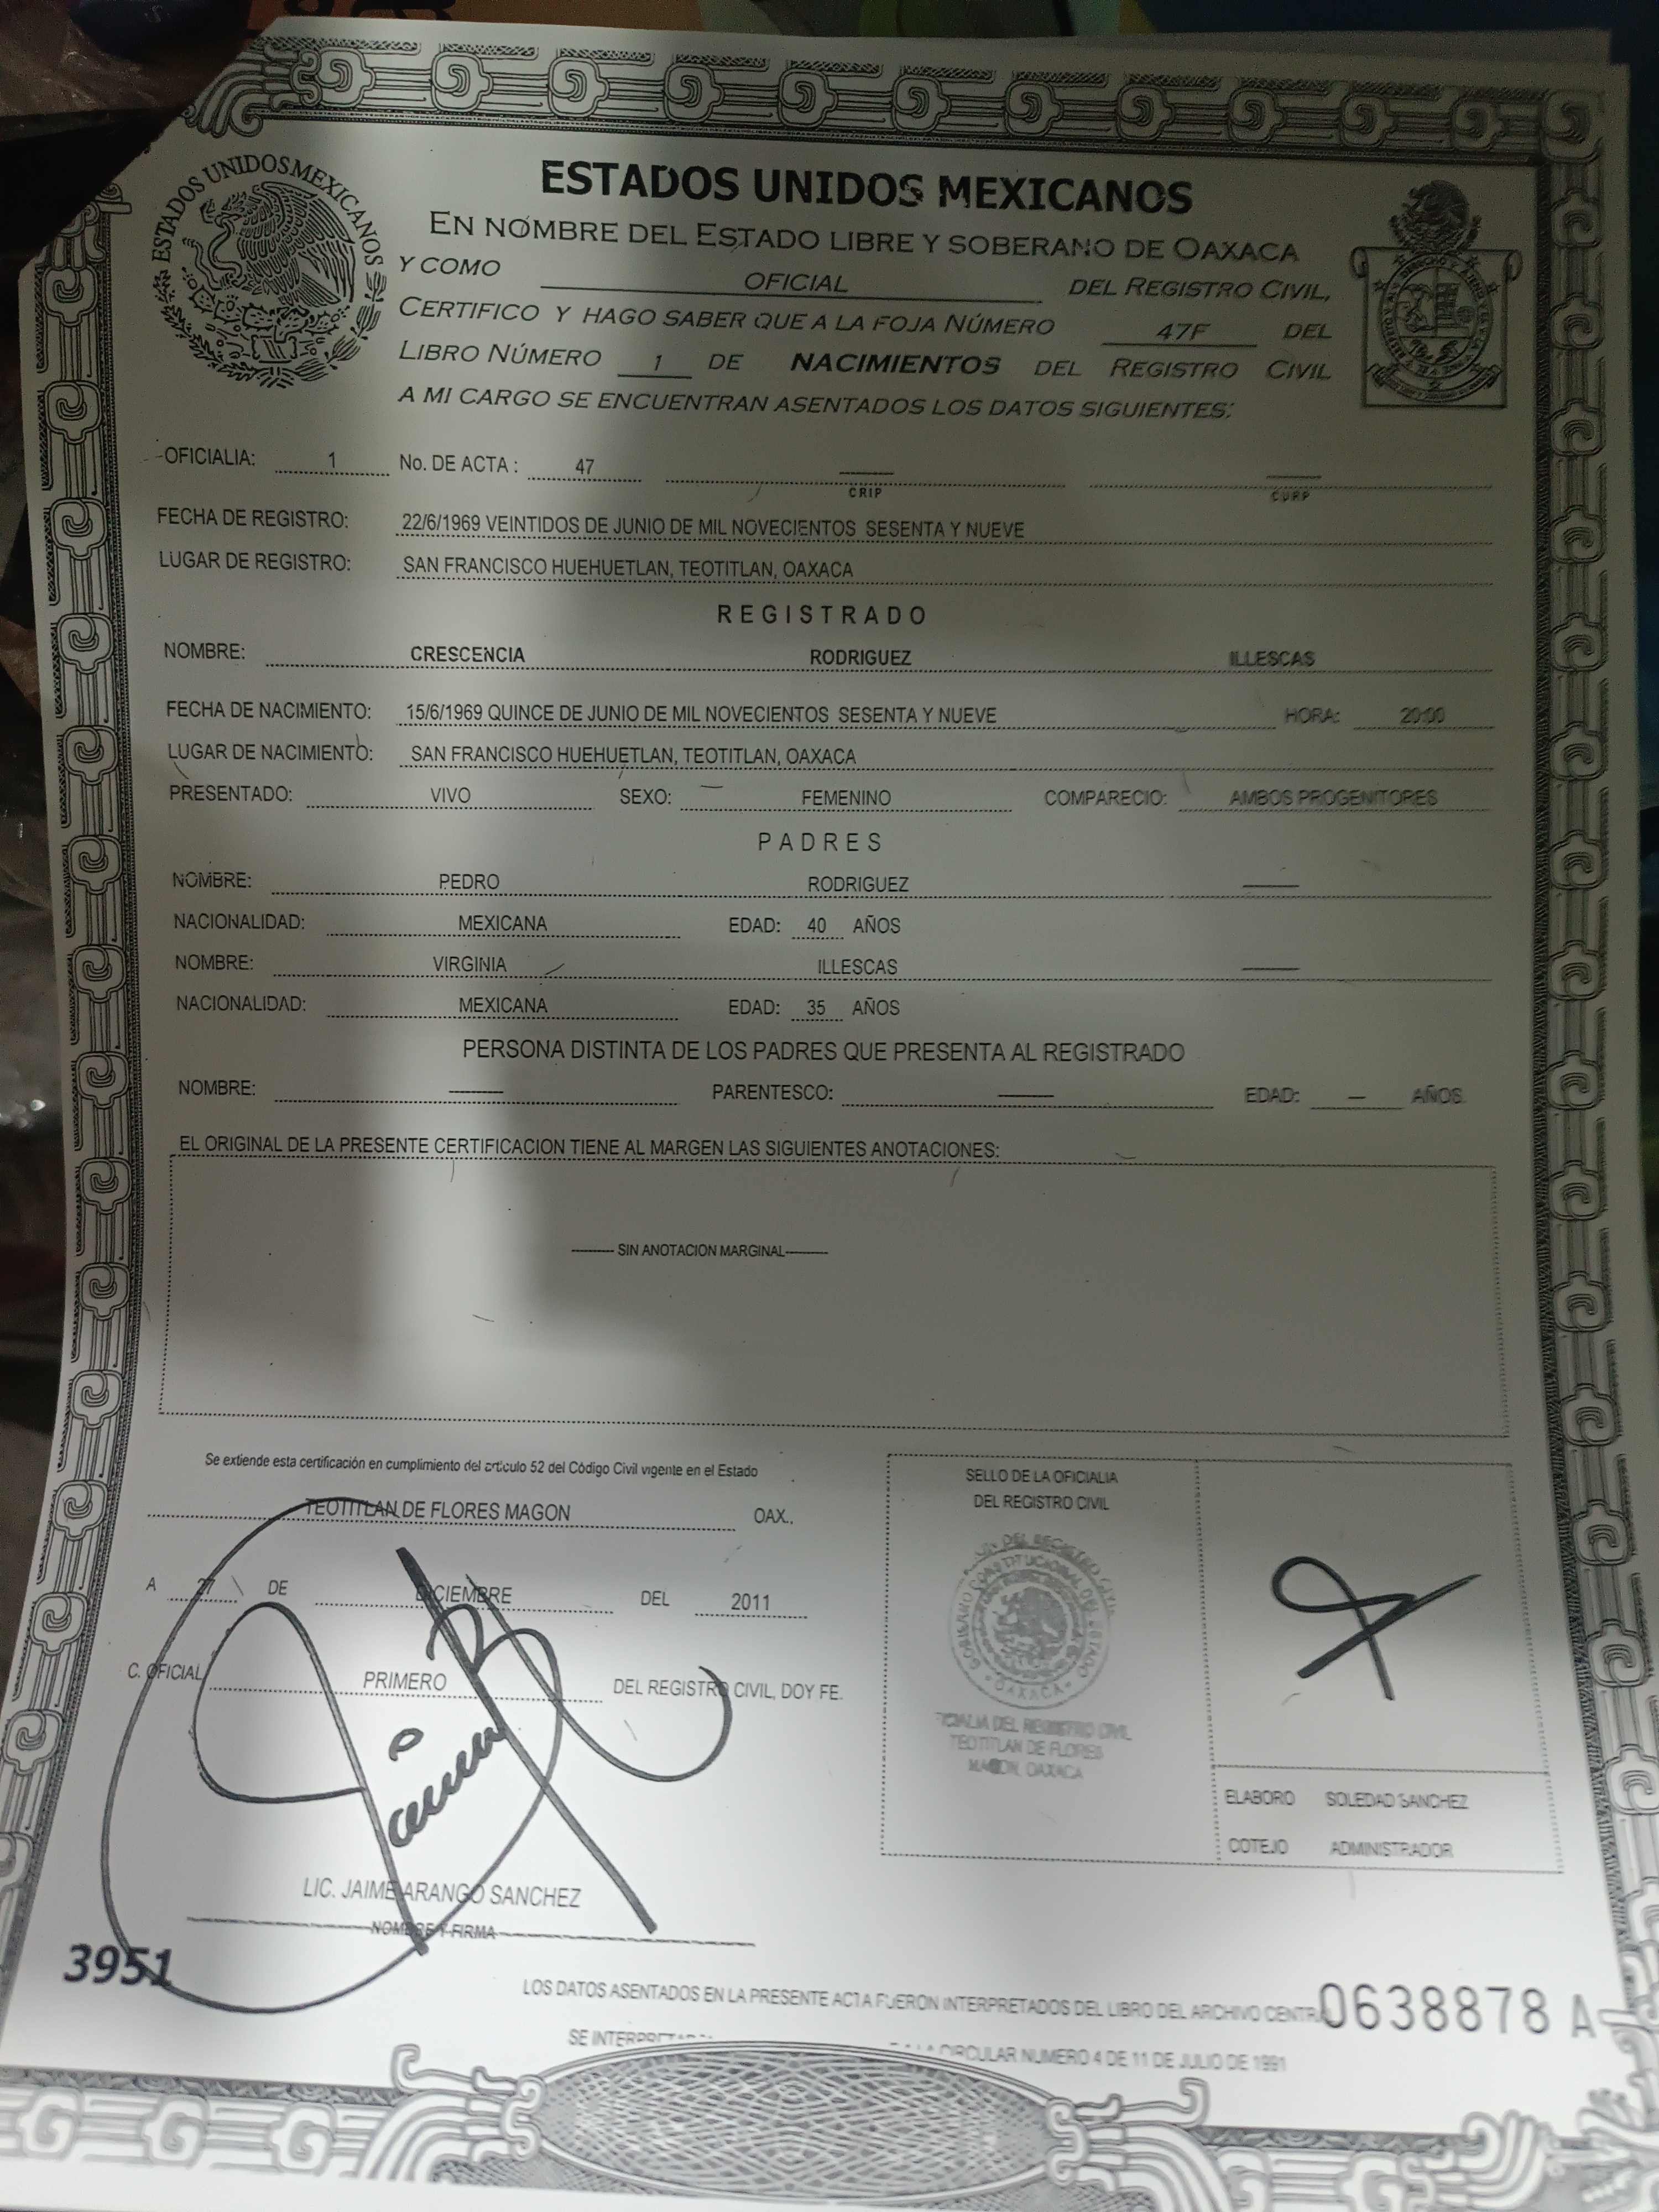 ESTADOS UNIDOS MEXICANOS
ESTADOS UNIDOS MEXICANOS
EN NOMBRE DEL ESTADO LIBRE Y SOBERANO DE OAXACA
Y COMO OFICIAL DEL REGISTRO CIVIL,
CERTIFICO Y HAGO SABER QUE A LA FOJA NÚMERO 47F DEL
LIBRO NÚMERO 1 DE NACIMIENTOS DEL REGISTRO CIVIL
A MI CARGO SE ENCUENTRAN ASENTADOS LOS DATOS SIGUIENTES:
OFICIALIA: 1 No. DE ACTA : 47
CRIP CURP
FECHA DE REGISTRO: 22/6/1969 VEINTIDOS DE JUNIO DE MIL NOVECIENTOS SESENTA Y NUEVE
LUGAR DE REGISTRO: SAN FRANCISCO HUEHUETLAN, TEOTITLAN, OAXACA
REGISTRADO
NOMBRE: CRESCENCIA RODRIGUEZ ILLESCAS
FECHA DE NACIMIENTO: 15/6/1969 QUINCE DE JUNIO DE MIL NOVECIENTOS SESENTA Y NUEVE HORA: 20:00
LUGAR DE NACIMIENTO: SAN FRANCISCO HUEHUETLAN, TEOTITLAN, OAXACA
PRESENTADO: VIVO SEXO: FEMENINO COMPARECIO: AMBOS PROGENITORES
PADRES
NOMBRE: PEDRO RODRIGUEZ
NACIONALIDAD: MEXICANA EDAD: 40 AÑOS
NOMBRE: VIRGINIA ILLESCAS
NACIONALIDAD: MEXICANA EDAD: 35 AÑOS
PERSONA DISTINTA DE LOS PADRES QUE PRESENTA AL REGISTRADO
NOMBRE: PARENTESCO: EDAD: AÑOS
EL ORIGINAL DE LA PRESENTE CERTIFICACION TIENE AL MARGEN LAS SIGUIENTES ANOTACIONES:
SIN ANOTACION MARGINAL
Se extiende esta certificación en cumplimiento del artículo 52 del Código Civil vigente en el Estado
TEOTITLAN DE FLORES MAGON OAX.,
A 27 DE DICIEMBRE DEL 2011
C. OFICIAL PRIMERO DEL REGISTRO CIVIL, DOY FE.
LIC. JAIME ARANGO SANCHEZ
NOMBRE Y FIRMA
SELLO DE LA OFICIALIA
DEL REGISTRO CIVIL
DEL REGISTRO CIVIL
GOBIERNO CONSTITUCIONAL DEL ESTADO
OAXACA
DEL REGISTRO CIVIL
TEOTITLAN DE FLORES
MAGON, OAXACA
ELABORO SOLEDAD SANCHEZ
COTEJO ADMINISTRADOR
3951
LOS DATOS ASENTADOS EN LA PRESENTE ACTA FUERON INTERPRETADOS DEL LIBRO DEL ARCHIVO
0638878 A
SE
CIRCULAR NUMERO 4 DE 11 DE JULIO DE 1991